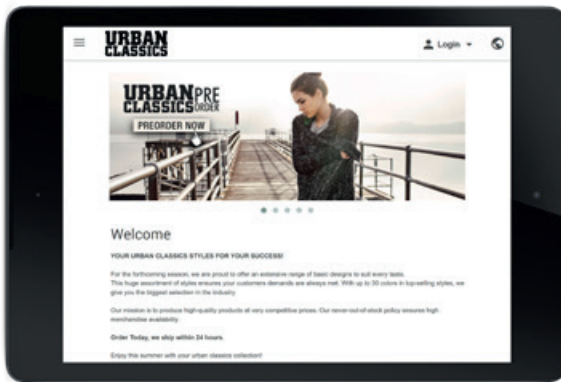 URBAN
CLASSICS
Login
URBAN PRE
CLASSICS ORDER
PREORDER NOW
Welcome
YOUR URBAN CLASSICS STYLES FOR YOUR SUCCESS!
For the forthcoming season, we are proud to offer an extensive range of basic designs to suit every taste.
This huge assortment of styles ensures your customers demands are always met. With up to 30 colors in top-selling styles, we
give you the biggest selection in the industry
Our mission is to produce high-quality products at very competitive prices. Our never-out-of-stock policy ensures high
merchandise availability.
Order Today, we ship within 24 hours.
Enjoy this summer with your urban classics collection!